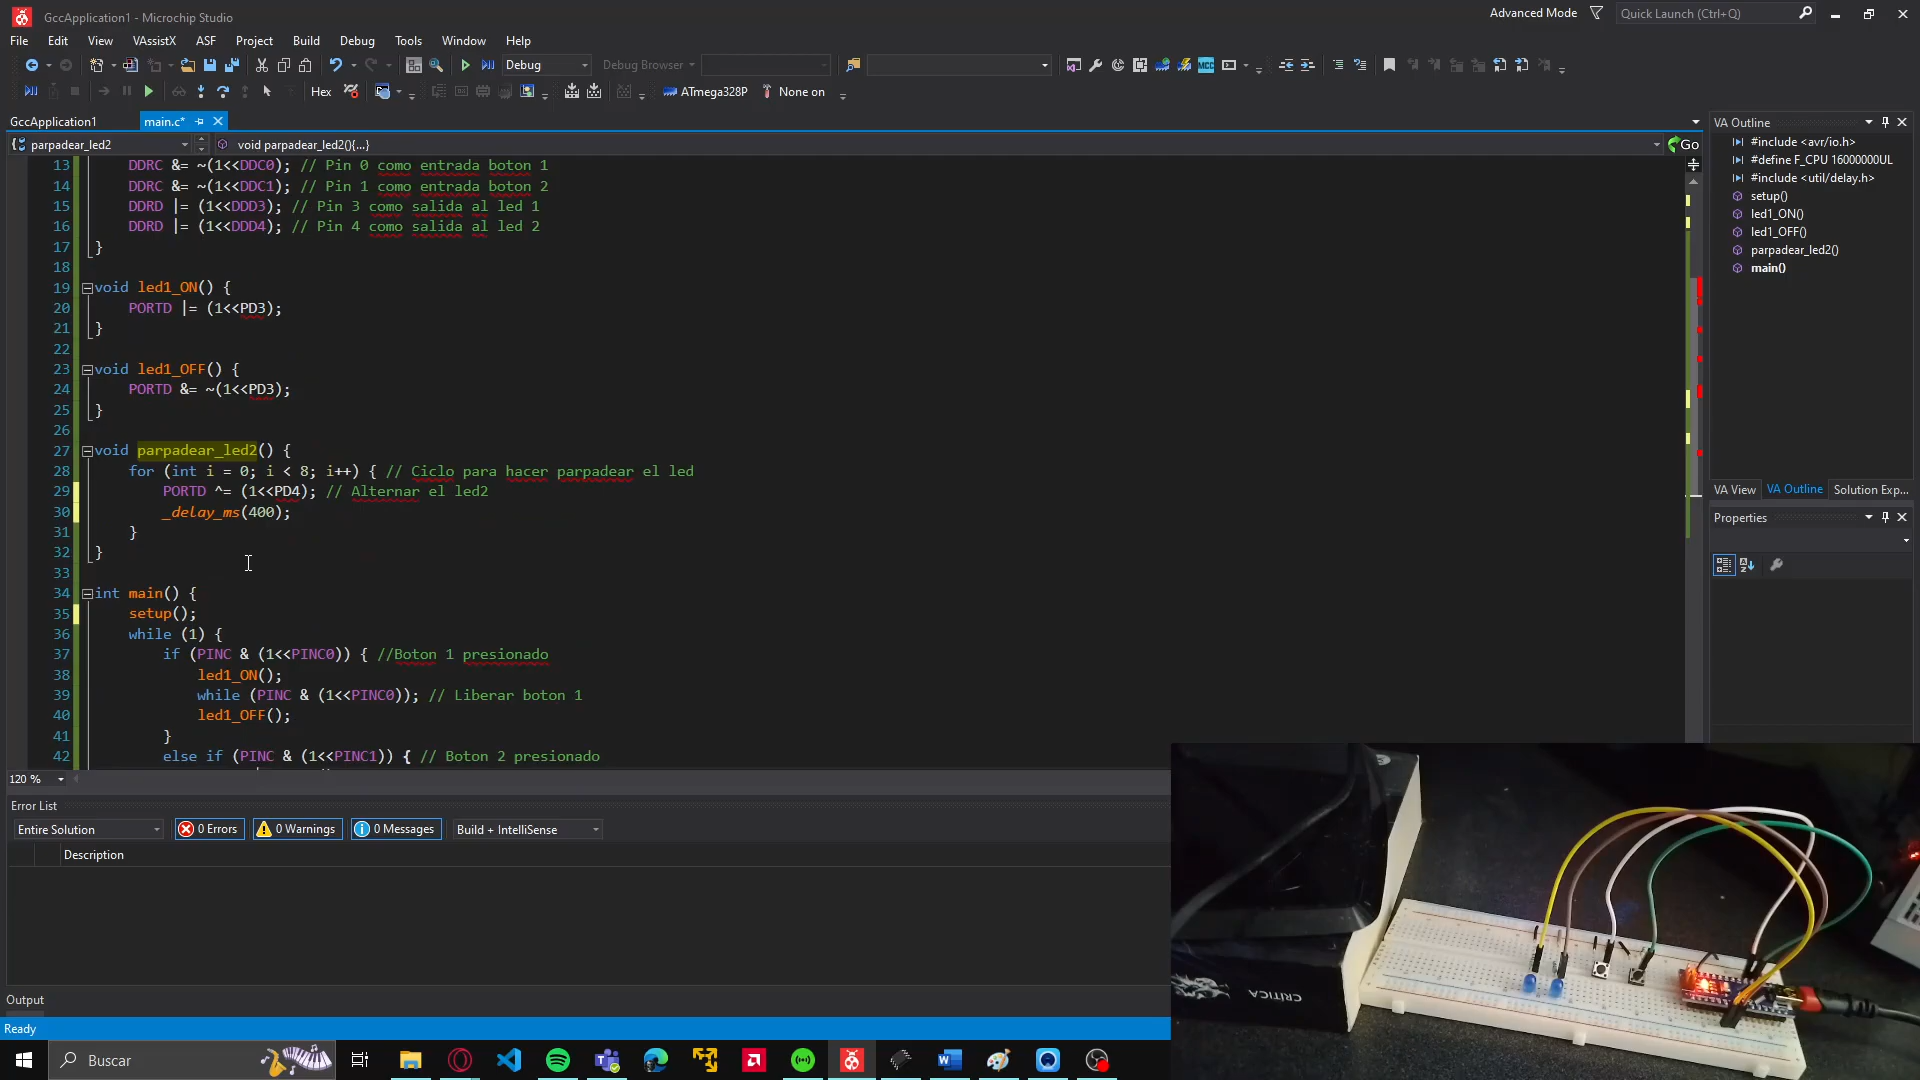 GccApplication1 - Microchip Studio
Advanced Mode
Quick Launch (Ctrl+Q)
File Edit View VAssistX ASF Project Build Debug Tools Window Help
Debug
Debug Browser
Hex
ATmega328P
None on
GccApplication1
main.c*
parpadear_led2
void parpadear_led2(){...}
Go
13 DDRC &= ~(1<<DDC0); // Pin 0 como entrada boton 1
14 DDRC &= ~(1<<DDC1); // Pin 1 como entrada boton 2
15 DDRD |= (1<<DDD3); // Pin 3 como salida al led 1
16 DDRD |= (1<<DDD4); // Pin 4 como salida al led 2
17 }
18
19 void led1_ON() {
20 PORTD |= (1<<PD3);
21 }
22
23 void led1_OFF() {
24 PORTD &= ~(1<<PD3);
25 }
26
27 void parpadear_led2() {
28 for (int i = 0; i < 8; i++) { // Ciclo para hacer parpadear el led
29 PORTD ^= (1<<PD4); // Alternar el led2
30 _delay_ms(400);
31 }
32 }
33
34 int main() {
35 setup();
36 while (1) {
37 if (PINC & (1<<PINC0)) { //Boton 1 presionado
38 led1_ON();
39 while (PINC & (1<<PINC0)); // Liberar boton 1
40 led1_OFF();
41 }
42 else if (PINC & (1<<PINC1)) { // Boton 2 presionado
120 %
VA Outline
#include <avr/io.h>
#define F_CPU 16000000UL
#include <util/delay.h>
setup()
led1_ON()
led1_OFF()
parpadear_led2()
main()
VA View VA Outline Solution Exp...
Properties
Error List
Entire Solution
0 Errors
0 Warnings
0 Messages
Build + IntelliSense
Description
Output
Ready
Buscar
CRITICA